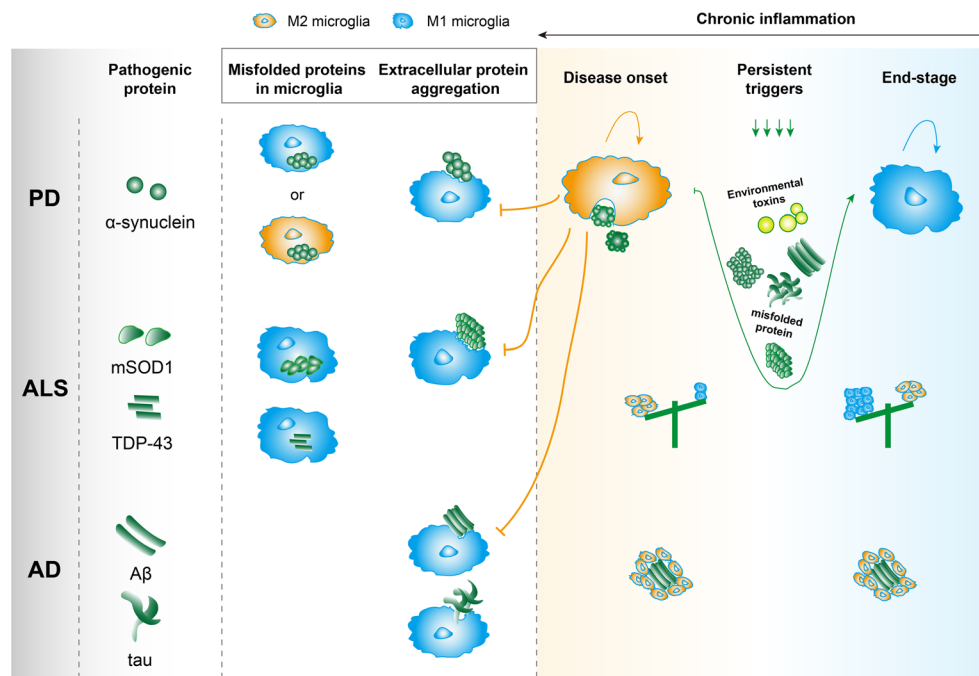 M2 microglia
M1 microglia
Chronic inflammation
Pathogenic
protein
Misfolded proteins
in microglia
Extracellular protein
aggregation
Disease onset
Persistent
triggers
End-stage
PD
α-synuclein
or
Environmental
toxins
misfolded
protein
ALS
mSOD1
TDP-43
AD
Aβ
tau